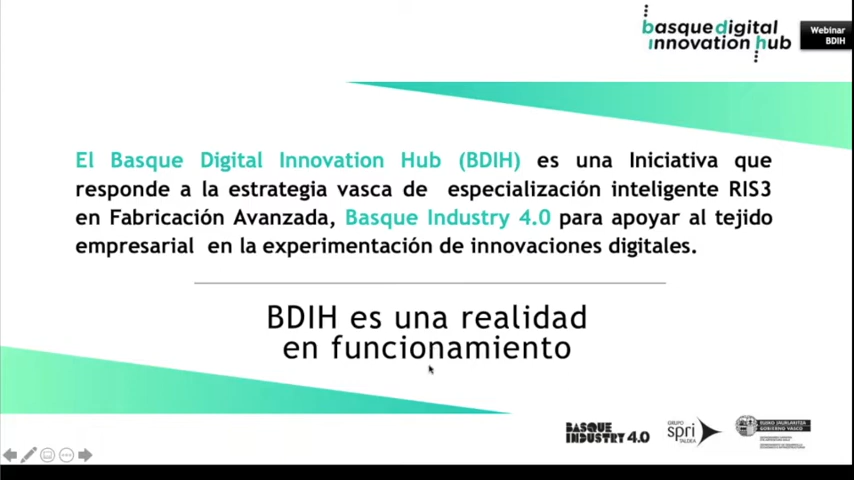 basque digital
innovation hub
Webinar
BDIH
El Basque Digital Innovation Hub (BDIH) es una Iniciativa que
responde a la estrategia vasca de especialización inteligente RIS3
en Fabricación Avanzada, Basque Industry 4.0 para apoyar al tejido
empresarial en la experimentación de innovaciones digitales.
BDIH es una realidad
en funcionamiento
BASQUE
INDUSTRY 4.0
GRUPO
spri
TALDEA
EUSKO JAURLARITZA
GOBIERNO VASCO